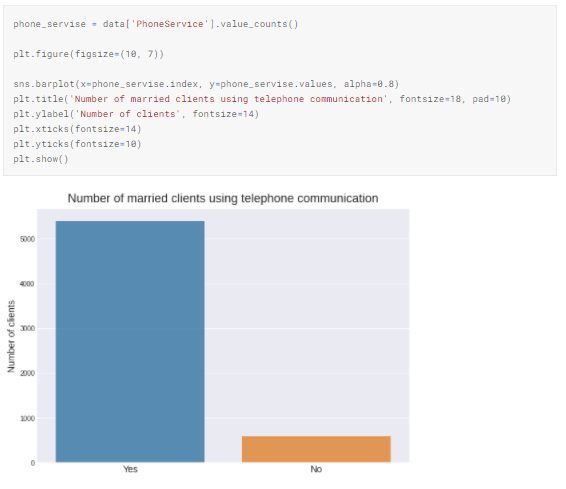 phone_servise = data['PhoneService'].value_counts()
plt.figure(figsize=(10, 7))
sns.barplot(x=phone_servise.index, y=phone_servise.values, alpha=0.8)
plt.title('Number of married clients using telephone communication', fontsize=18, pad=10)
plt.ylabel('Number of clients', fontsize=14)
plt.xticks(fontsize=14)
plt.yticks(fontsize=10)
plt.show()
Number of married clients using telephone communication
Number of clients
5000
4000
3000
2000
1000
0
Yes No